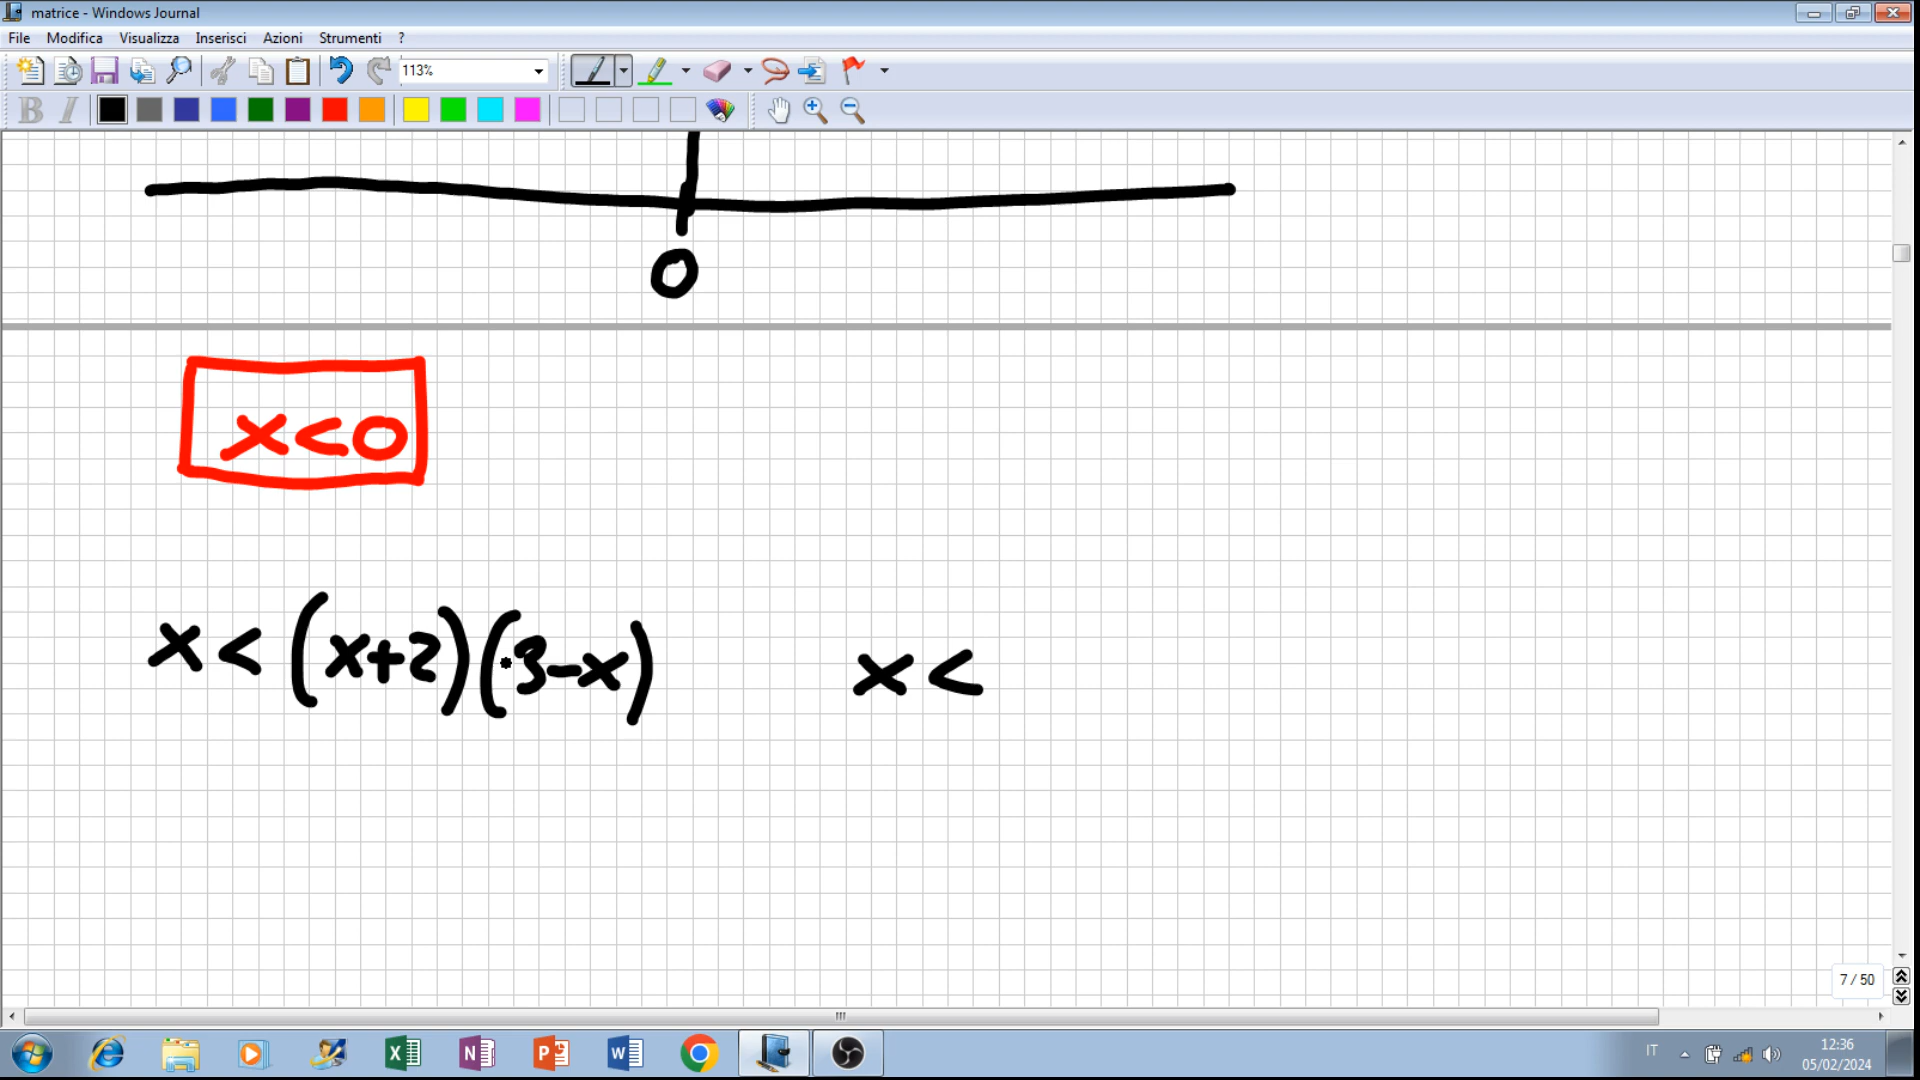 matrice - Windows Journal
File Modifica Visualizza Inserisci Azioni Strumenti ?
113%
B I
0
x<0
x < (x+2)(3-x) x <
7 / 50
IT 12:36
05/02/2024